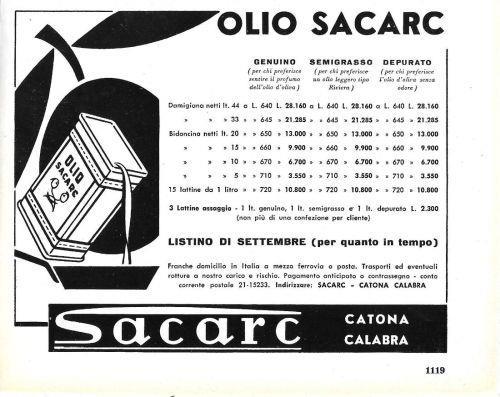 OLIO SACARC
GENUINO SEMIGRASSO DEPURATO
(per chi preferisce (per chi preferisce (per chi preferisce
sentire il profumo un olio leggero tipo l'olio d'oliva senza
dell'olio d'oliva) Riviera) odore)
Damigiana netti lt. 44 a L. 640 L. 28.160 a L. 640 L. 28.160 a L. 640 L. 28.160
» » » 33 » » 645 » 21.285 » » 645 » 21.285 » » 645 » 21.285
Bidoncino netti lt. 20 » » 650 » 13.000 » » 650 » 13.000 » » 650 » 13.000
» » » 15 » » 660 » 9.900 » » 660 » 9.900 » » 660 » 9.900
» » » 10 » » 670 » 6.700 » » 670 » 6.700 » » 670 » 6.700
» » » 5 » » 710 » 3.550 » » 710 » 3.550 » » 710 » 3.550
15 lattine da 1 litro » » 720 » 10.800 » » 720 » 10.800 » » 720 » 10.800
3 Lattine assaggio - 1 lt. genuino, 1 lt. semigrasso e 1 lt. depurato L. 2.300
(non più di una confezione per cliente)
LISTINO DI SETTEMBRE (per quanto in tempo)
Franche domicilio in Italia a mezzo ferrovia o posta. Trasporti ed eventuali
rotture a nostro carico e rischio. Pagamento anticipato o contrassegno - conto
corrente postale 21-15233. Indirizzare: SACARC - CATONA CALABRA
OLIO
SACARC
Sacarc
CATONA
CALABRA
1119